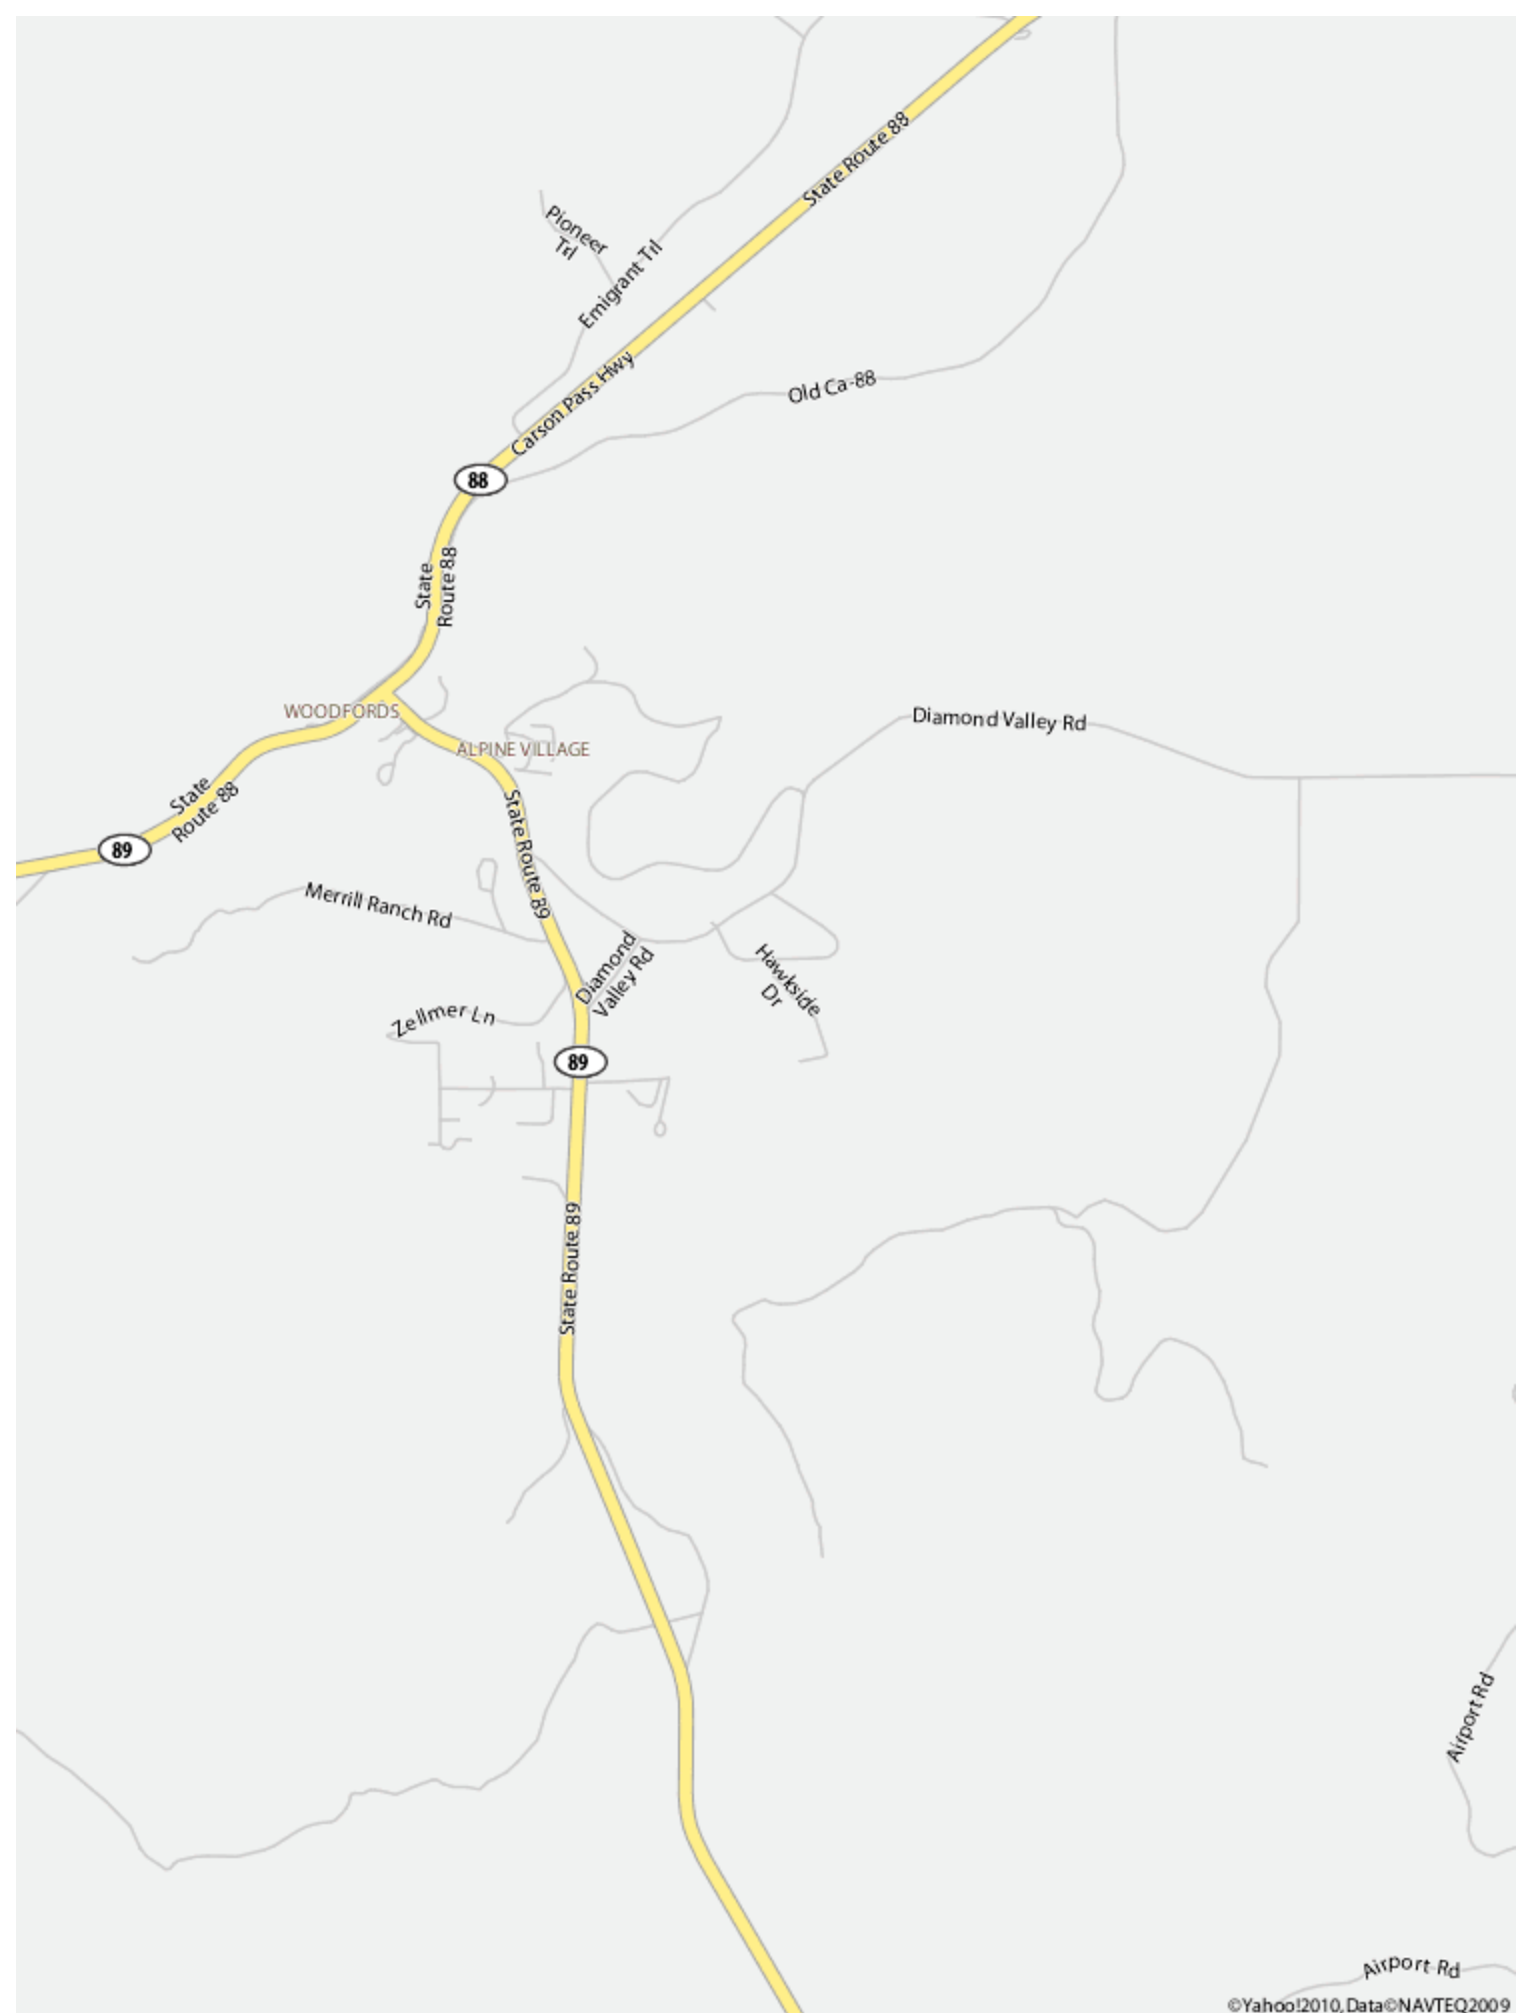 State Route 88
Pioneer
Trl
Emigrant Trl
Carson Pass Hwy
Old Ca-88
88
State
Route 88
WOODFORDS
Diamond Valley Rd
ALPINE VILLAGE
State
Route 88
89
State Route 89
Merrill Ranch Rd
Diamond
Valley Rd
Hawkside
Dr
Zellmer Ln
89
State Route 89
Airport Rd
Airport Rd
©Yahoo!2010, Data©NAVTEQ2009